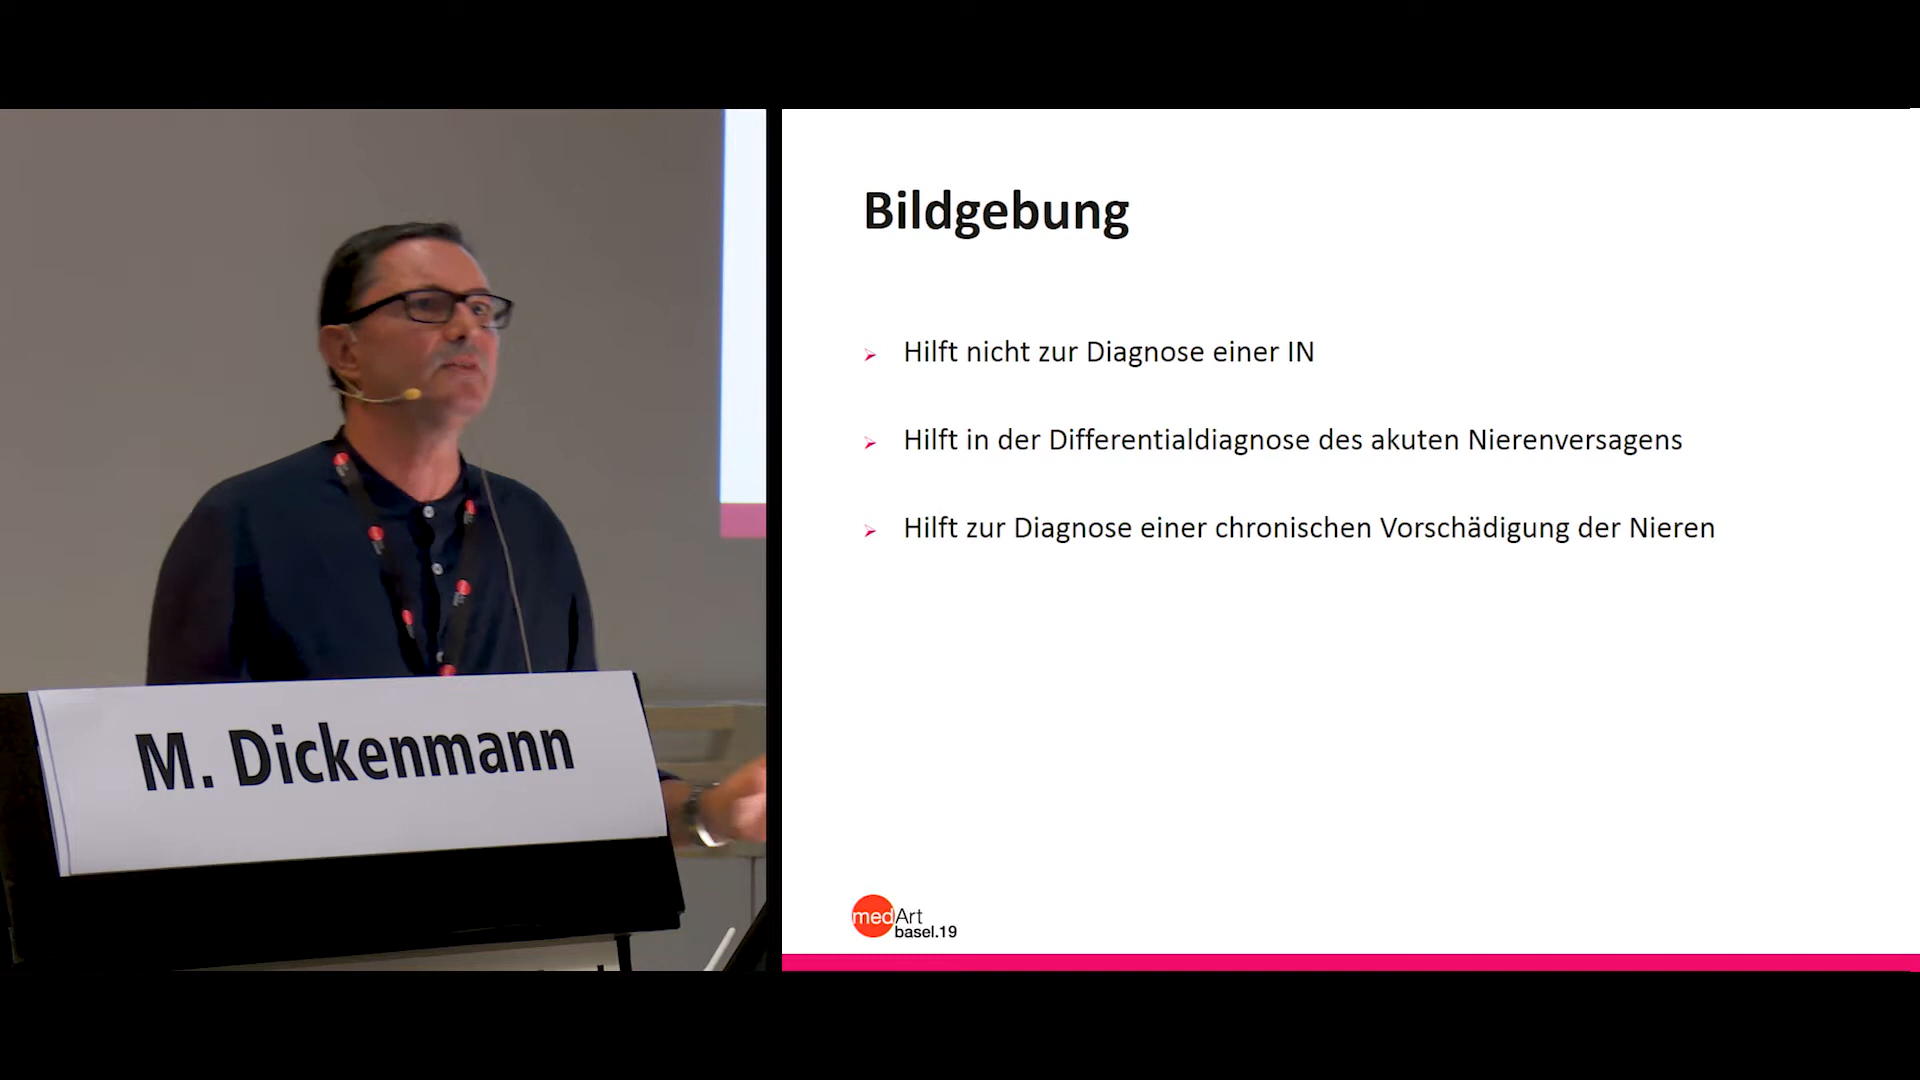 M. Dickenmann
Bildgebung
Hilft nicht zur Diagnose einer IN
Hilft in der Differentialdiagnose des akuten Nierenversagens
Hilft zur Diagnose einer chronischen Vorschädigung der Nieren
medArt
basel.19